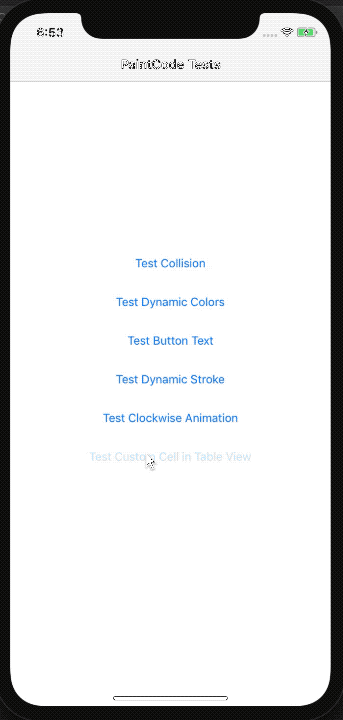 6:53
PaintCode Tests
Test Collision
Test Dynamic Colors
Test Button Text
Test Dynamic Stroke
Test Clockwise Animation
Test Custom Cell in Table View